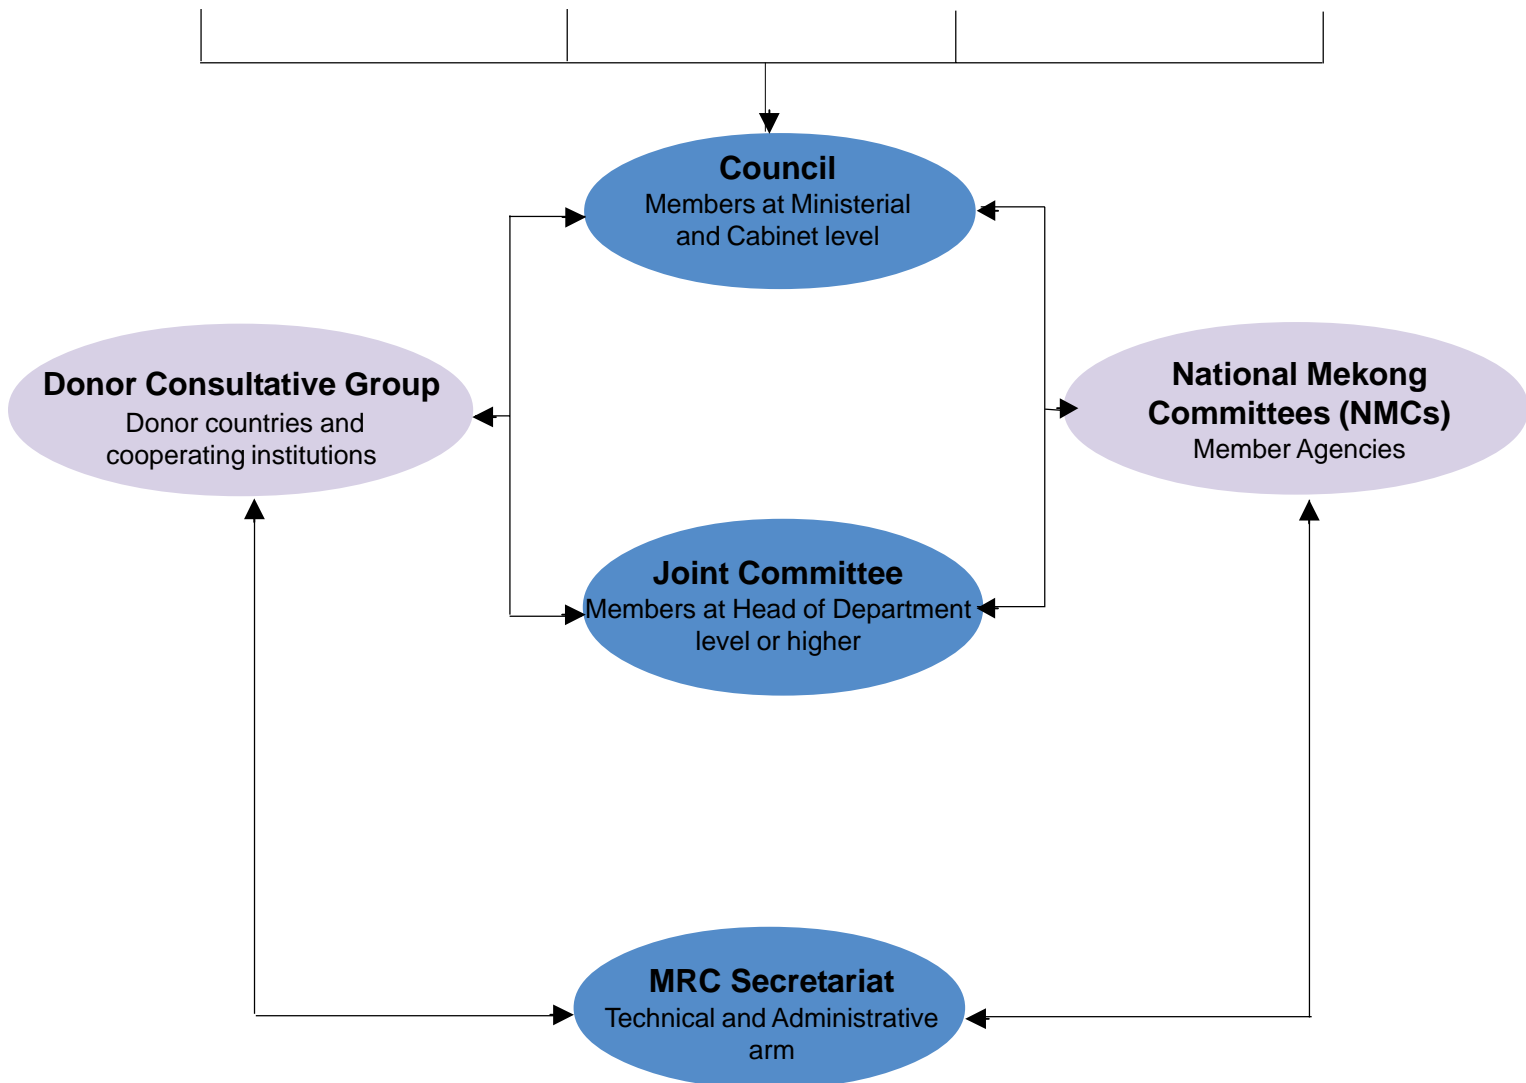 Council
Members at Ministerial
and Cabinet level
Donor Consultative Group
Donor countries and
cooperating institutions
National Mekong
Committees (NMCs)
Member Agencies
Joint Committee
Members at Head of Department
level or higher
MRC Secretariat
Technical and Administrative
arm